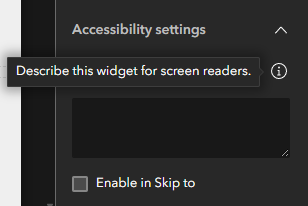 Accessibility settings
Describe this widget for screen readers.
Enable in Skip to